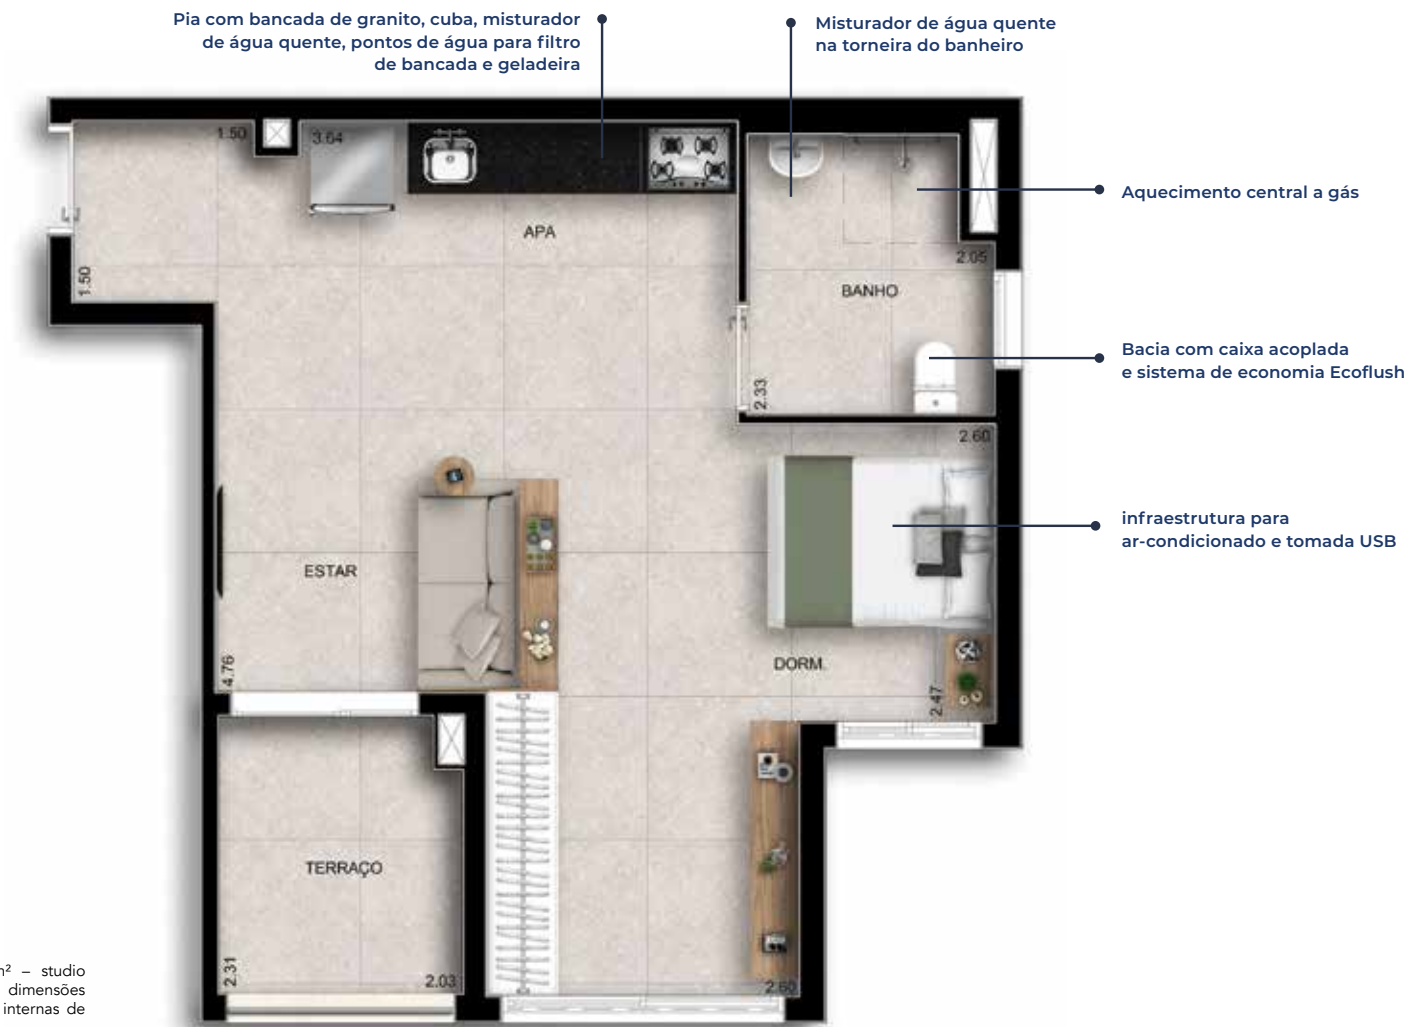 Pia com bancada de granito, cuba, misturador
de água quente, pontos de água para filtro
de bancada e geladeira
Misturador de água quente
na torneira do banheiro
1.50
3.64
APA
Aquecimento central a gás
2.05
1.50
BANHO
Bacia com caixa acoplada
e sistema de economia Ecoflush
2.33
2.60
infraestrutura para
ar-condicionado e tomada USB
ESTAR
DORM.
4.76
2.47
TERRAÇO
2.31
2.03
2.60
m² – studio
dimensões
internas de